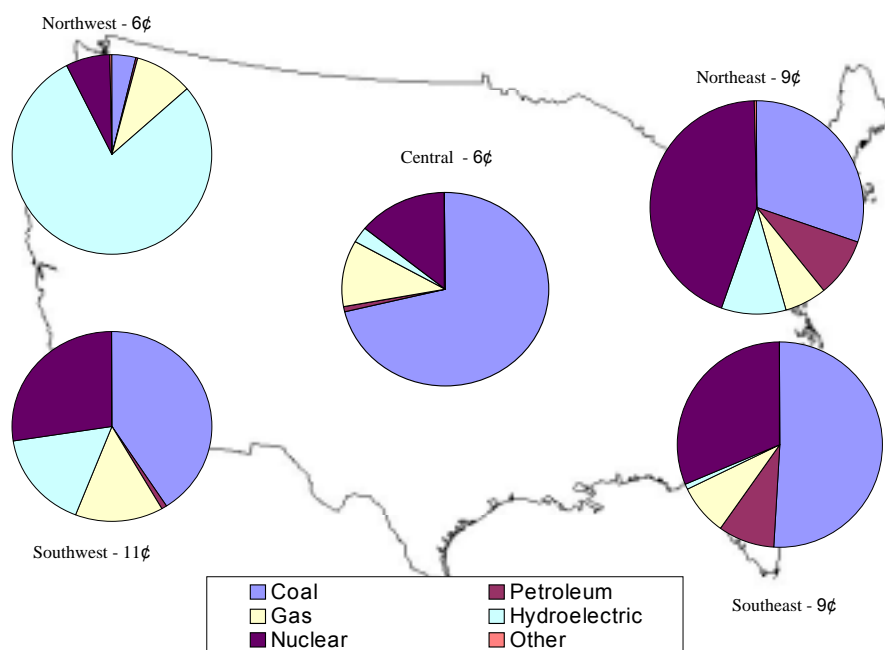 Northwest - 6¢
Northeast - 9¢
Central - 6¢
Southwest - 11¢
Southeast - 9¢
Coal
Petroleum
Gas
Hydroelectric
Nuclear
Other